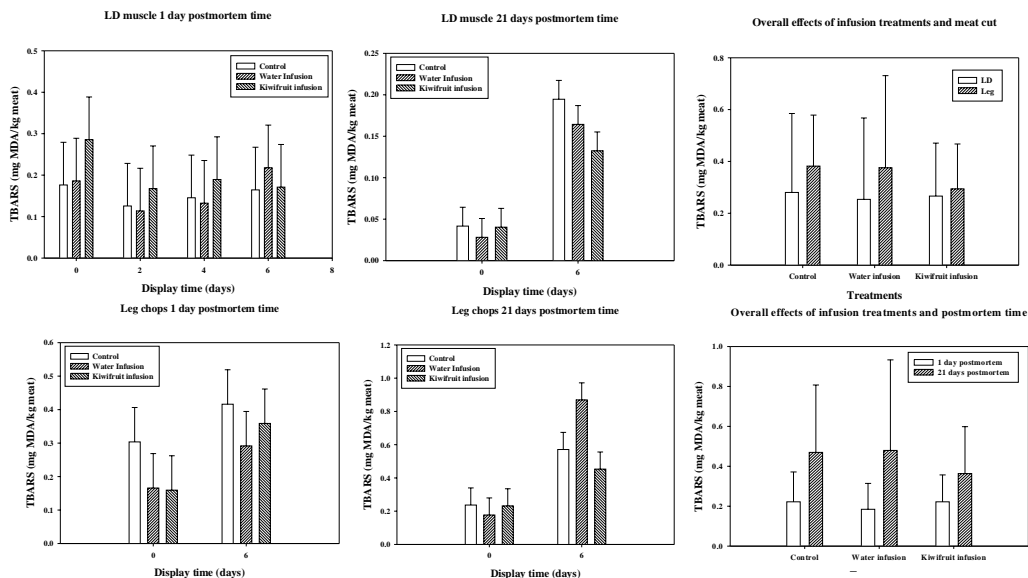 LD muscle 1 day postmortem time
TBARS (mg MDA/kg meat)
0.5
0.4
0.3
0.2
0.1
0.0
Control
Water Infusion
Kiwifruit infusion
0 2 4 6 8
Display time (days)
LD muscle 21 days postmortem time
TBARS (mg MDA/kg meat)
0.25
0.20
0.15
0.10
0.05
0.00
Control
Water Infusion
Kiwifruit infusion
0 6
Display time (days)
Overall effects of infusion treatments and meat cut
TBARS (mg MDA/kg meat)
0.8
0.6
0.4
0.2
0.0
LD
Leg
Control Water infusion Kiwifruit infusion
Treatments
Leg chops 1 day postmortem time
TBARS (mg MDA/kg meat)
0.6
0.5
0.4
0.3
0.2
0.1
0.0
Control
Water Infusion
Kiwifruit infusion
0 6
Display time (days)
Leg chops 21 days postmortem time
TBARS (mg MDA/kg meat)
1.2
1.0
0.8
0.6
0.4
0.2
0.0
Control
Water Infusion
Kiwifruit infusion
0 6
Display time (days)
Overall effects of infusion treatments and postmortem time
TBARS (mg MDA/kg meat)
1.0
0.8
0.6
0.4
0.2
0.0
1 day postmortem
21 days postmortem
Control Water infusion Kiwifruit infusion